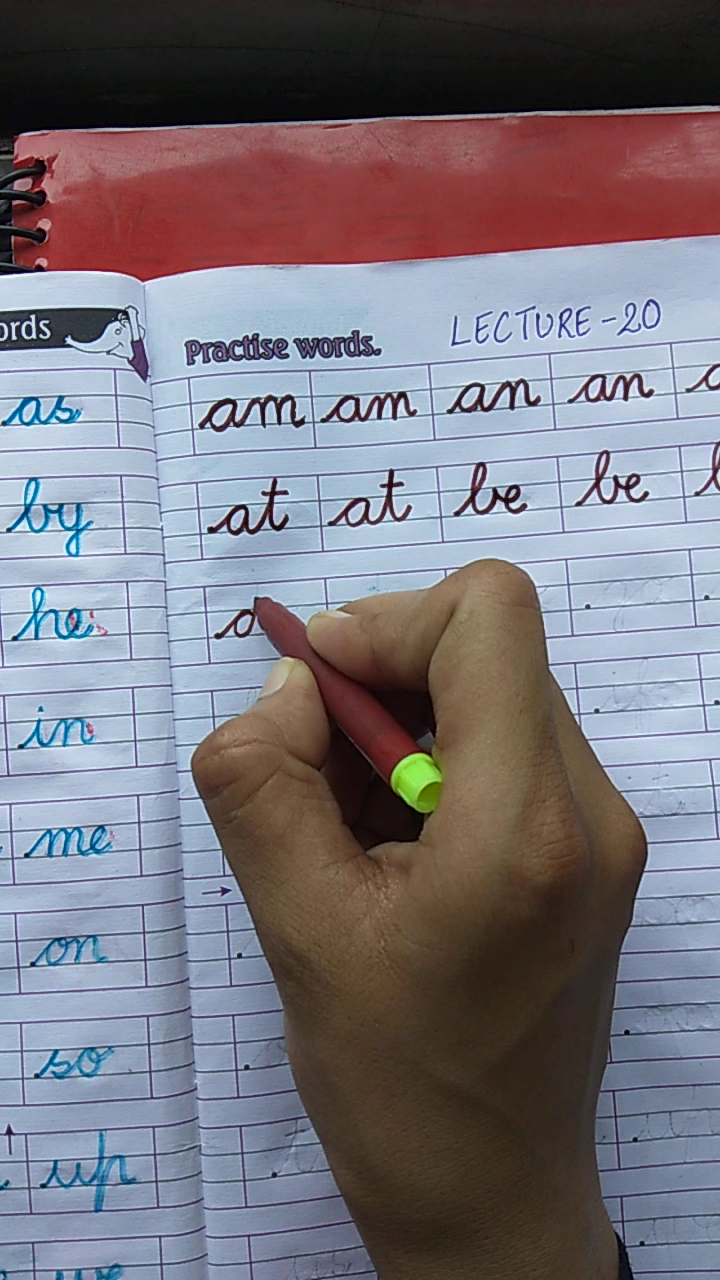 Practise words. LECTURE-20
am am an an
at at be be
as
by
he
in
me
on
so
up